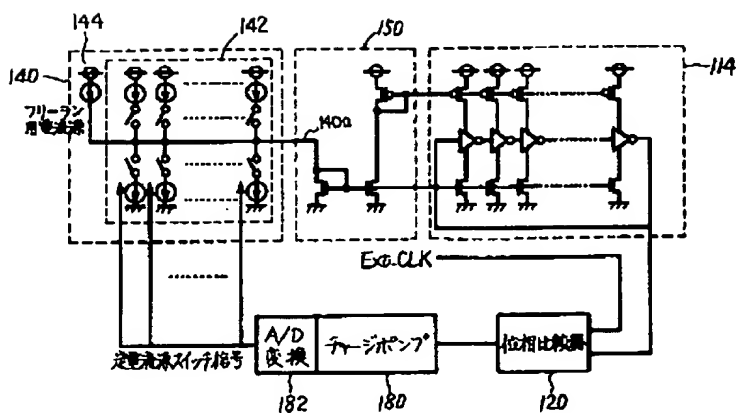 144
142
150
140
114
フリーラン
用電流源
140a
Ext.CLK
定電流源スイッチ信号
A/D
変換
チャージポンプ
位相比較器
182
180
120